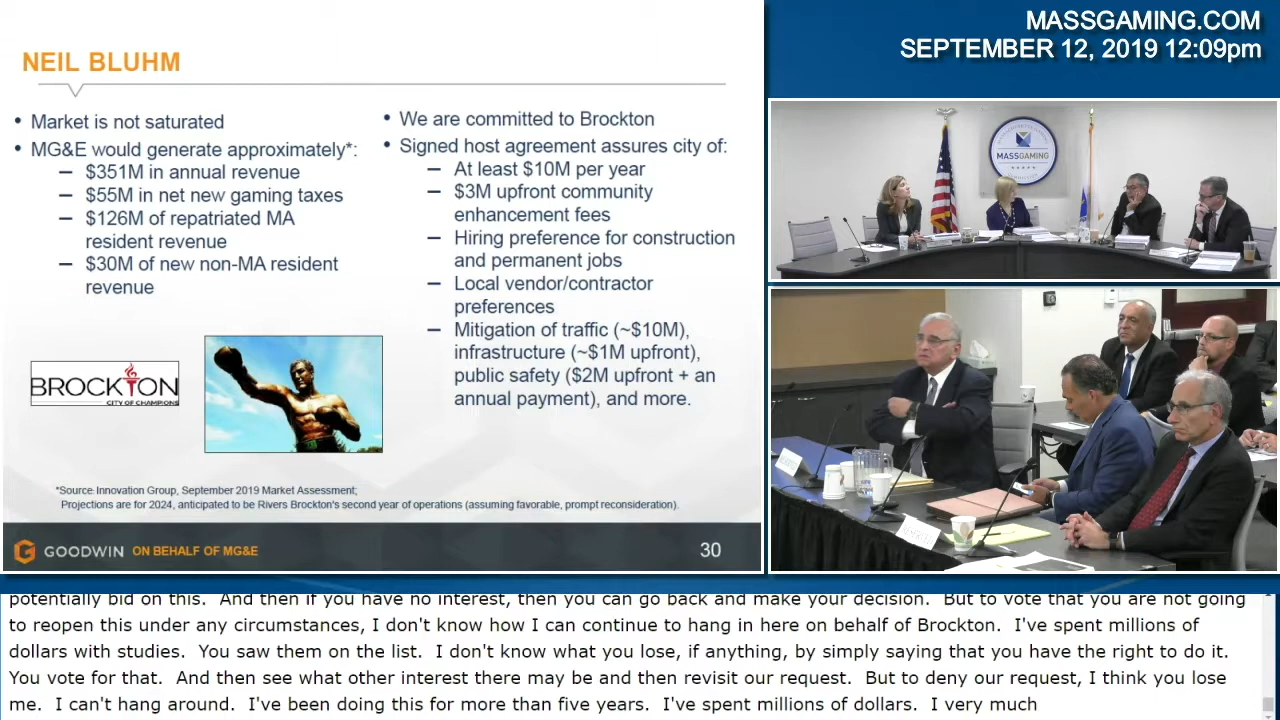 MASSGAMING.COM
SEPTEMBER 12, 2019 12:09pm
NEIL BLUHM
• Market is not saturated
• MG&E would generate approximately*:
– $351M in annual revenue
– $55M in net new gaming taxes
– $126M of repatriated MA
resident revenue
– $30M of new non-MA resident
revenue
• We are committed to Brockton
• Signed host agreement assures city of:
– At least $10M per year
– $3M upfront community
enhancement fees
– Hiring preference for construction
and permanent jobs
– Local vendor/contractor
preferences
– Mitigation of traffic (~$10M),
infrastructure (~$1M upfront),
public safety ($2M upfront + an
annual payment), and more.
BROCKTON
CITY OF CHAMPIONS
*Source: Innovation Group, September 2019 Market Assessment;
Projections are for 2024, anticipated to be Rivers Brockton's second year of operations (assuming favorable, prompt reconsideration).
GOODWIN ON BEHALF OF MG&E
30
MASSGAMING
potentially bid on this. And then if you have no interest, then you can go back and make your decision. But to vote that you are not going
to reopen this under any circumstances, I don't know how I can continue to hang in here on behalf of Brockton. I've spent millions of
dollars with studies. You saw them on the list. I don't know what you lose, if anything, by simply saying that you have the right to do it.
You vote for that. And then see what other interest there may be and then revisit our request. But to deny our request, I think you lose
me. I can't hang around. I've been doing this for more than five years. I've spent millions of dollars. I very much